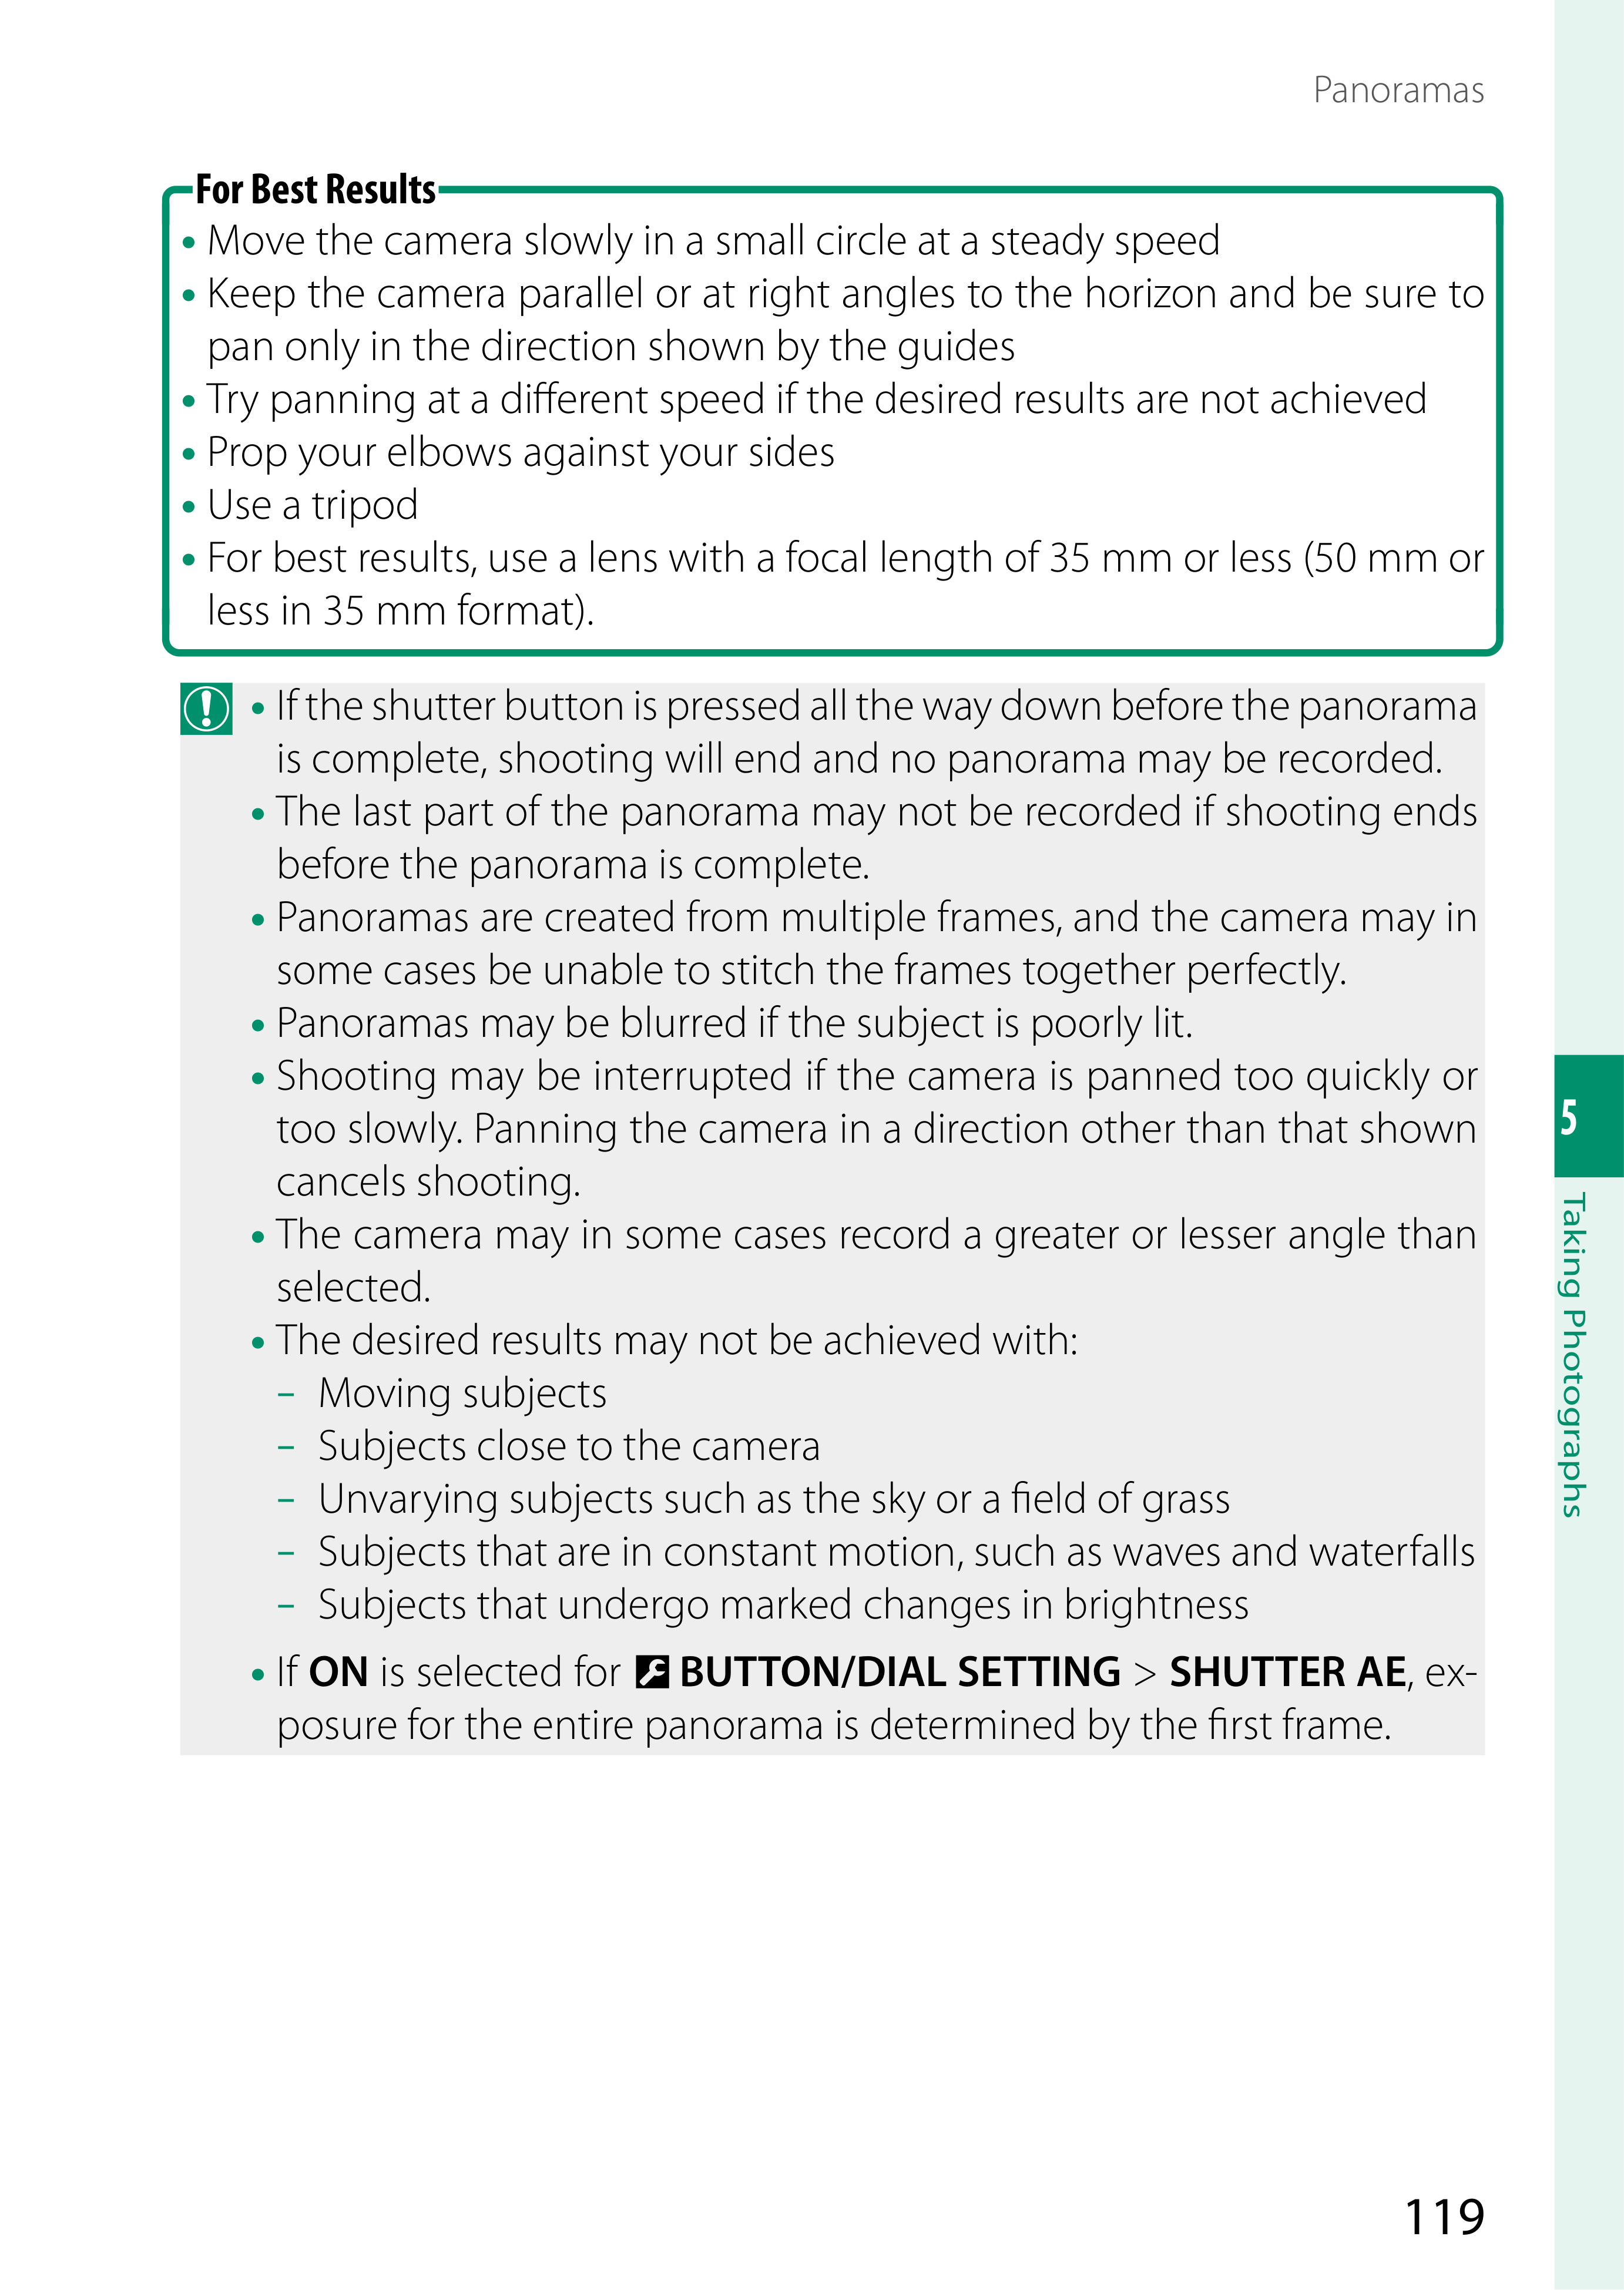 Panoramas
For Best Results
• Move the camera slowly in a small circle at a steady speed
• Keep the camera parallel or at right angles to the horizon and be sure to
pan only in the direction shown by the guides
• Try panning at a different speed if the desired results are not achieved
• Prop your elbows against your sides
• Use a tripod
• For best results, use a lens with a focal length of 35 mm or less (50 mm or
less in 35 mm format).
• If the shutter button is pressed all the way down before the panorama
is complete, shooting will end and no panorama may be recorded.
• The last part of the panorama may not be recorded if shooting ends
before the panorama is complete.
• Panoramas are created from multiple frames, and the camera may in
some cases be unable to stitch the frames together perfectly.
• Panoramas may be blurred if the subject is poorly lit.
• Shooting may be interrupted if the camera is panned too quickly or
too slowly. Panning the camera in a direction other than that shown
cancels shooting.
• The camera may in some cases record a greater or lesser angle than
selected.
• The desired results may not be achieved with:
– Moving subjects
– Subjects close to the camera
– Unvarying subjects such as the sky or a field of grass
– Subjects that are in constant motion, such as waves and waterfalls
– Subjects that undergo marked changes in brightness
• If ON is selected for BUTTON/DIAL SETTING > SHUTTER AE, ex-
posure for the entire panorama is determined by the first frame.
5
Taking Photographs
119